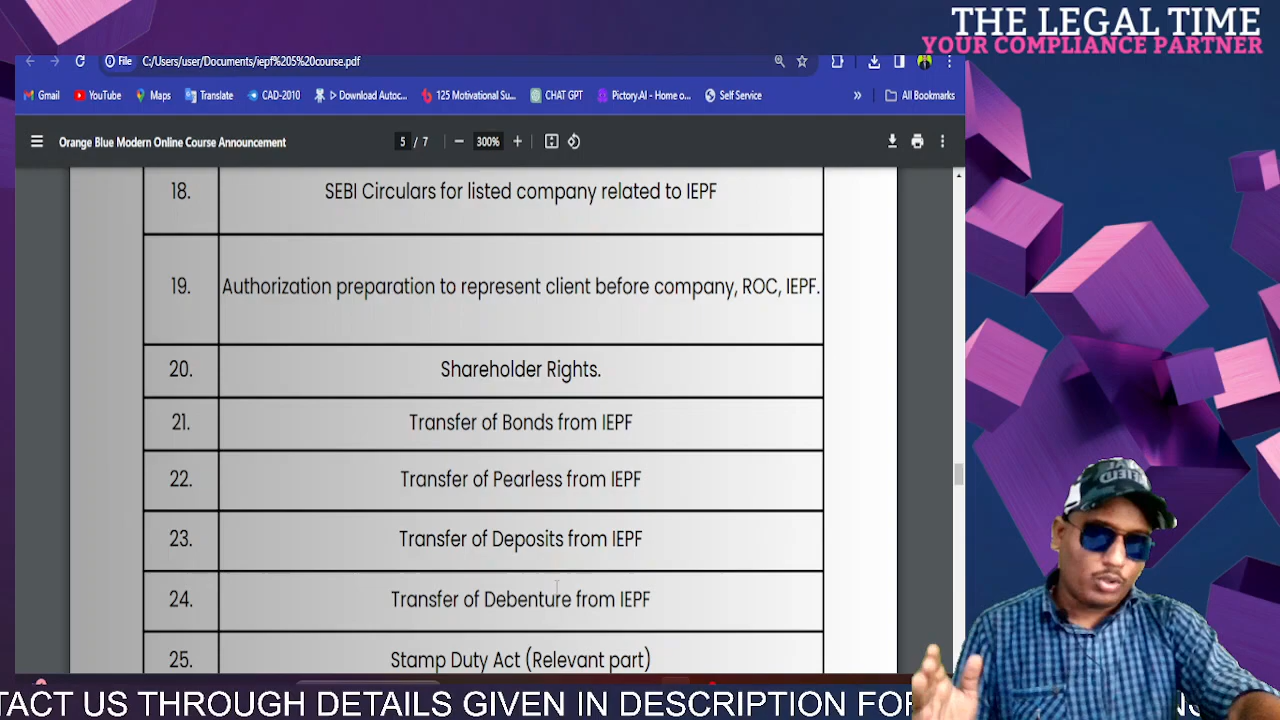 THE LEGAL TIME
YOUR COMPLIANCE PARTNER
File C:/Users/user/Documents/iepf%205%20course.pdf
Gmail YouTube Maps Translate CAD-2010 ᐅ Download Autoc... 125 Motivational Su... CHAT GPT Pictory.AI - Home o... Self Service » All Bookmarks
Orange Blue Modern Online Course Announcement 5 / 7 − 300% +
18. SEBI Circulars for listed company related to IEPF
19. Authorization preparation to represent client before company, ROC, IEPF.
20. Shareholder Rights.
21. Transfer of Bonds from IEPF
22. Transfer of Pearless from IEPF
23. Transfer of Deposits from IEPF
24. Transfer of Debenture from IEPF
25. Stamp Duty Act (Relevant part)
TACT US THROUGH DETAILS GIVEN IN DESCRIPTION FOR